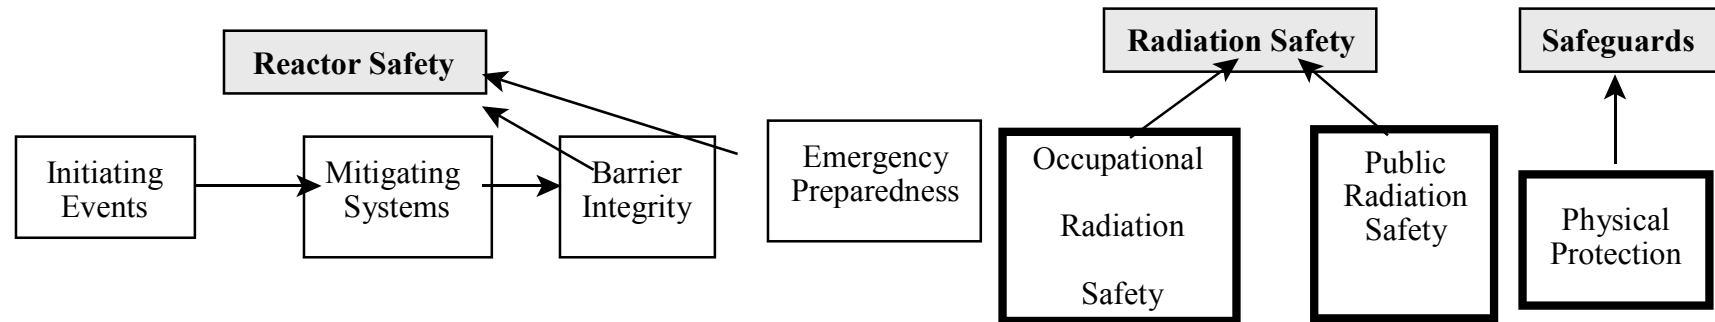 Reactor Safety
Radiation Safety
Safeguards
Initiating
Events
Mitigating
Systems
Barrier
Integrity
Emergency
Preparedness
Occupational
Radiation
Safety
Public
Radiation
Safety
Physical
Protection